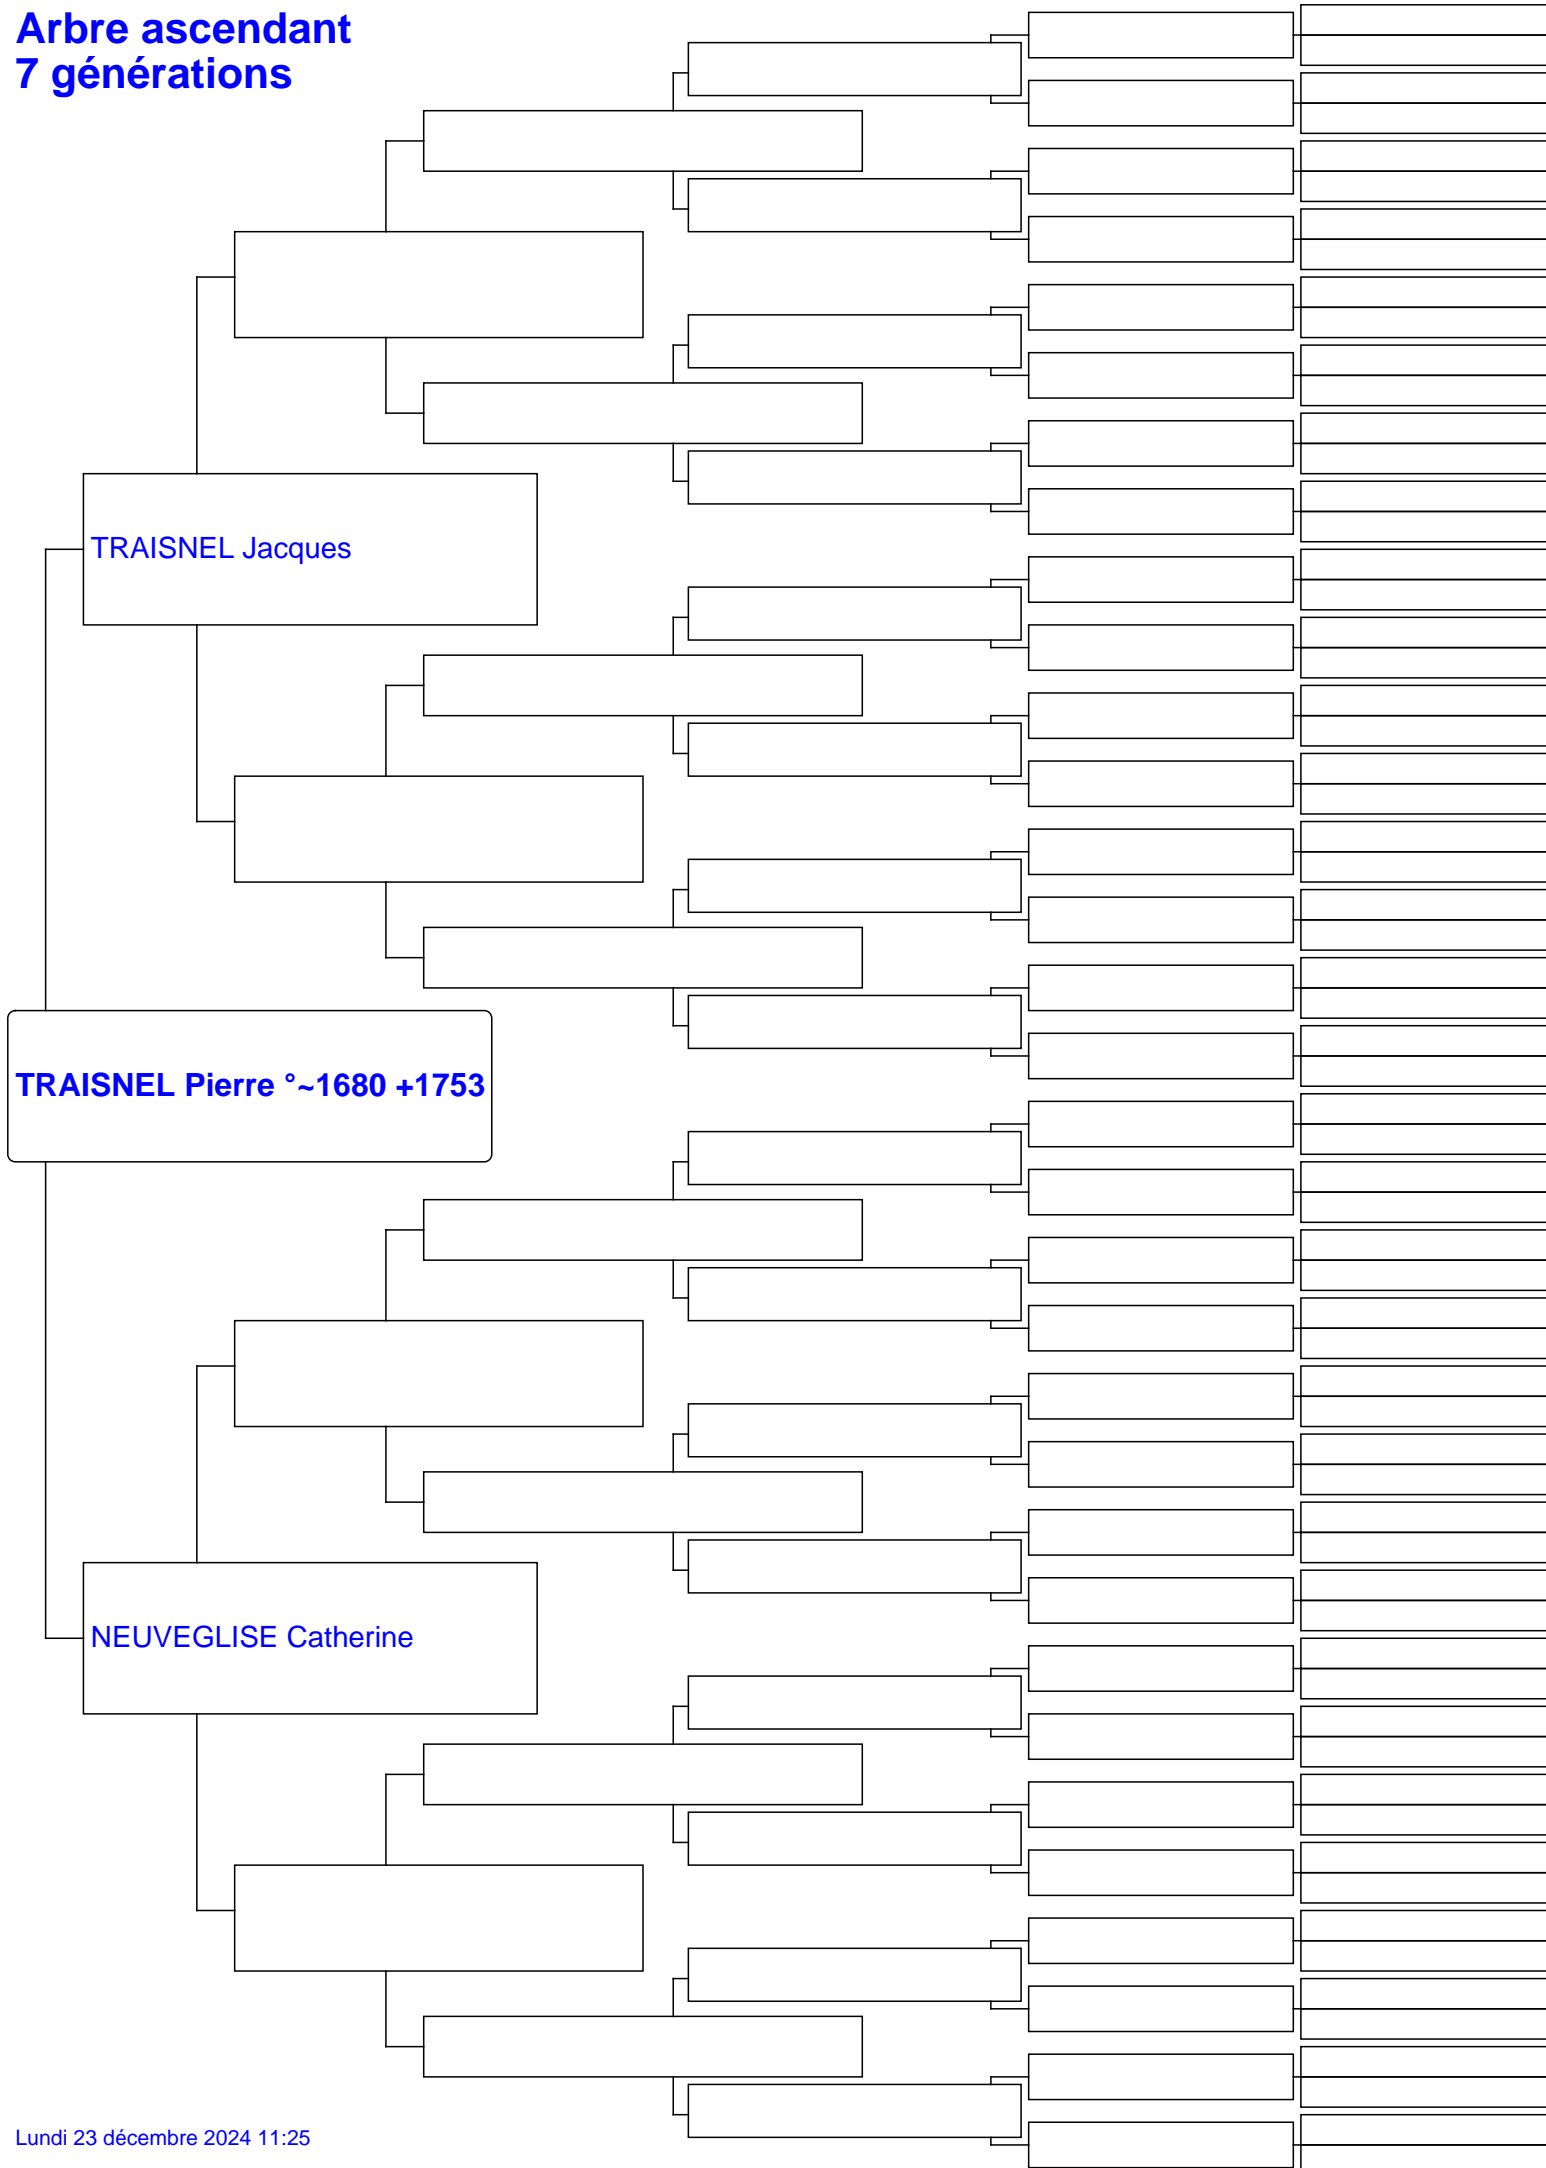 Arbre ascendant
7 générations
TRAISNEL Jacques
TRAISNEL Pierre °~1680 +1753
NEUVEGLISE Catherine
Lundi 23 décembre 2024 11:25